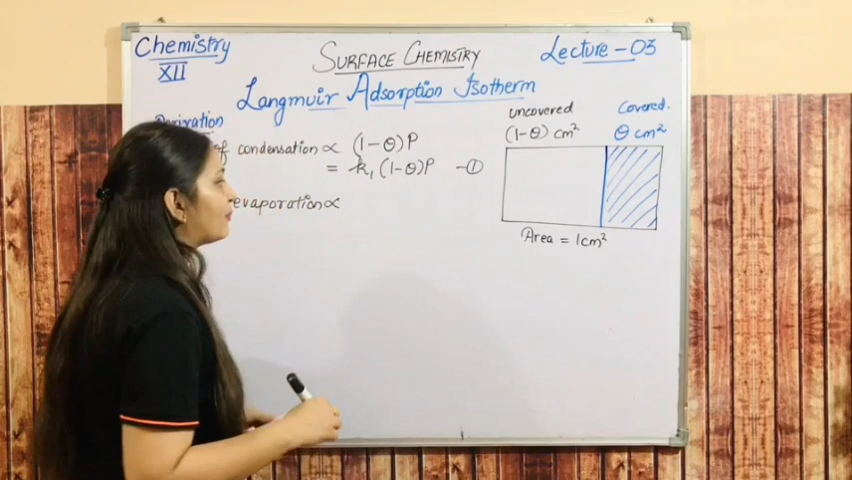 Chemistry
XII
SURFACE CHEMISTRY
Lecture - 03
Langmuir Adsorption Isotherm
Derivation
of condensation ∝ (1-θ)P
= k₁ (1-θ)P -①
evaporation ∝
uncovered
(1-θ) cm²
Covered.
θ cm²
Area = 1cm²